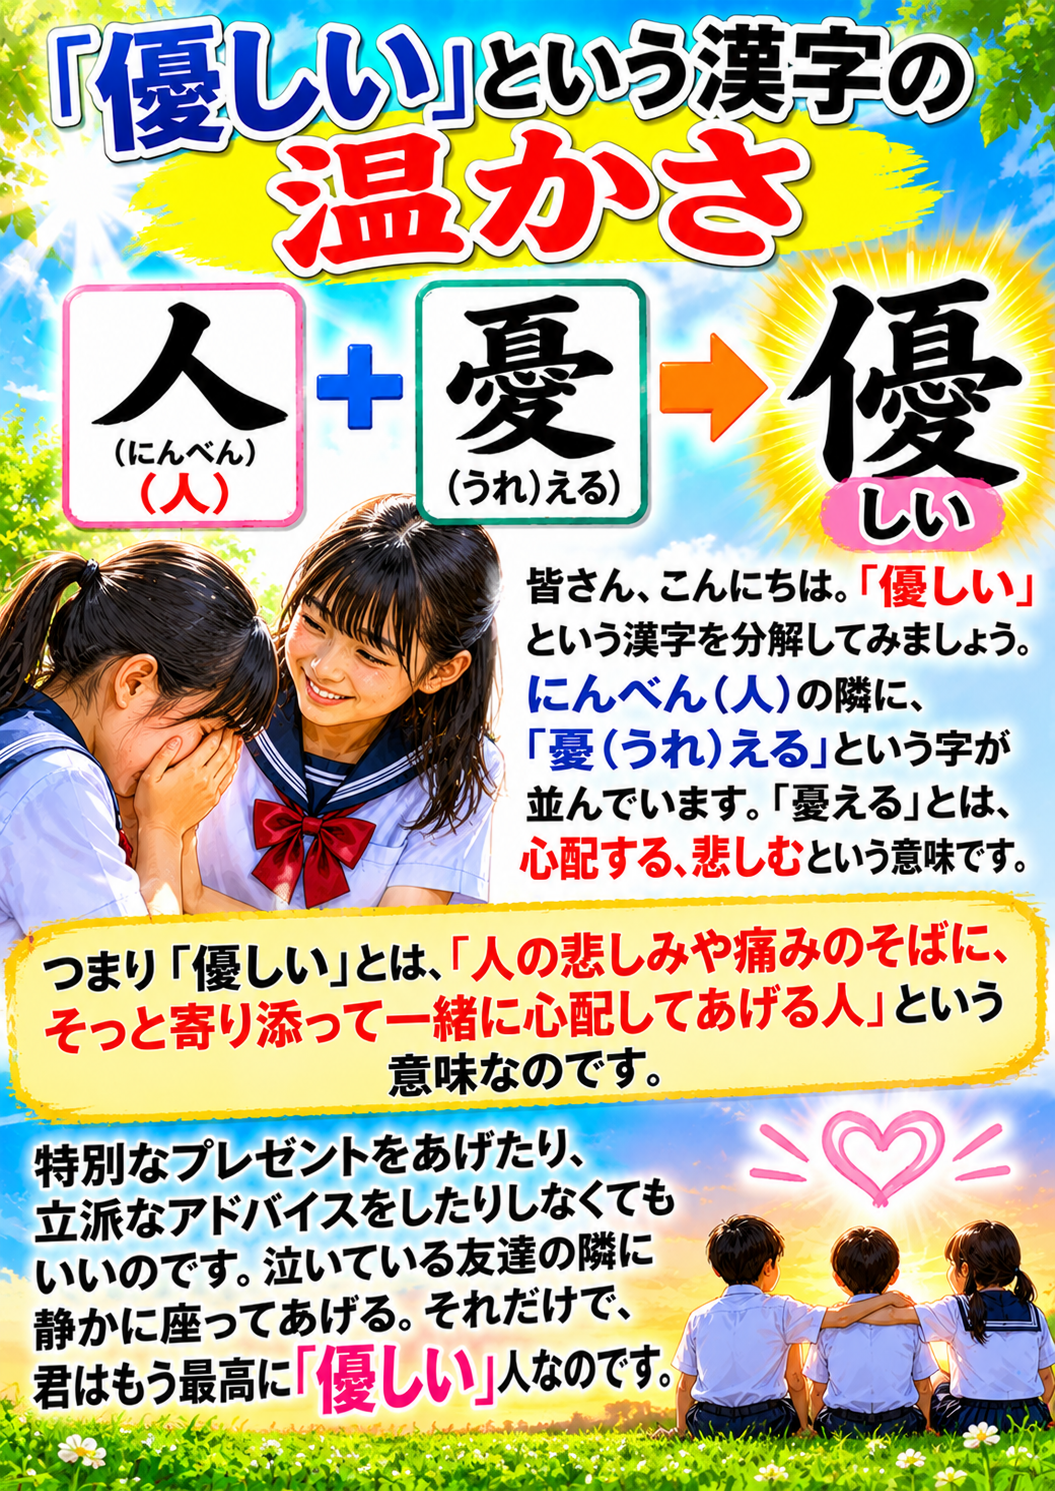 「優しい」という漢字の
温かさ
人
(にんべん)
(人)
憂
(うれ)える)
優
しい
皆さん、こんにちは。「優しい」
という漢字を分解してみましょう。
にんべん(人)の隣に、
「憂(うれ)える」という字が
並んでいます。「憂える」とは、
心配する、悲しむという意味です。
つまり「優しい」とは、「人の悲しみや痛みのそばに、
そっと寄り添って一緒に心配してあげる人」という
意味なのです。
特別なプレゼントをあげたり、
立派なアドバイスをしたりしなくても
いいのです。泣いている友達の隣に
静かに座ってあげる。それだけで、
君はもう最高に「優しい」人なのです。